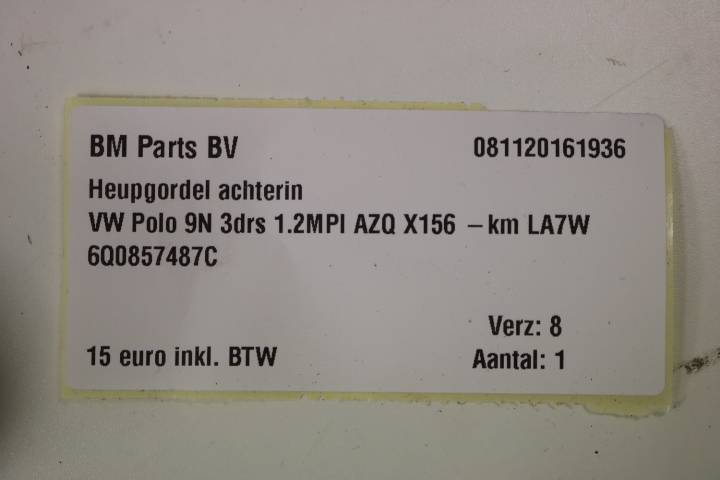 BM Parts BV 081120161936
Heupgordel achterin
VW Polo 9N 3drs 1.2MPI AZQ X156 – km LA7W
6Q0857487C
Verz: 8
15 euro inkl. BTW Aantal: 1